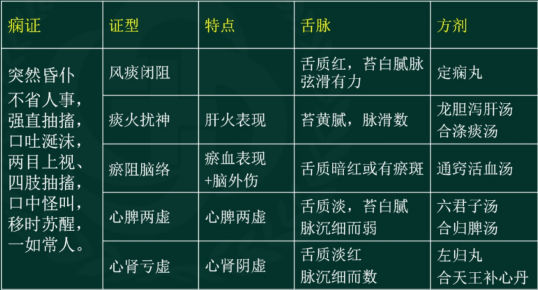 痫证
证型
特点
舌脉
方剂
突然昏仆
不省人事，
强直抽搐，
口吐涎沫，
两目上视、
四肢抽搐，
口中怪叫，
移时苏醒，
一如常人。
风痰闭阻
舌质红，苔白腻脉
弦滑有力
定痫丸
痰火扰神
肝火表现
苔黄腻，脉滑数
龙胆泻肝汤
合涤痰汤
瘀阻脑络
瘀血表现
+脑外伤
舌质暗红或有瘀斑
通窍活血汤
心脾两虚
心脾两虚
舌质淡，苔白腻
脉沉细而弱
六君子汤
合归脾汤
心肾亏虚
心肾阴虚
舌质淡红
脉沉细而数
左归丸
合天王补心丹